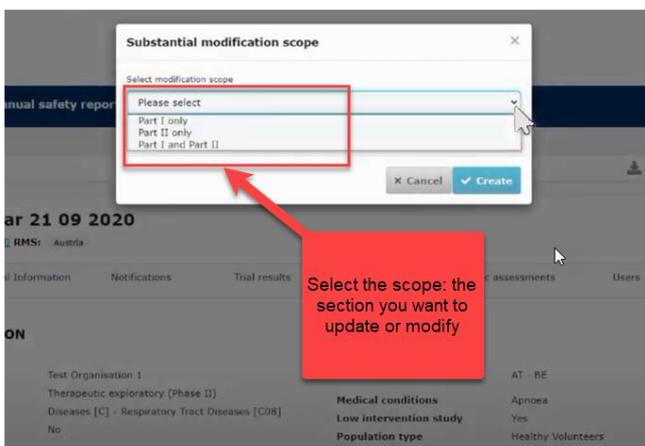 Substantial modification scope
Select modification scope
Please select
Part I only
Part II only
Part I and Part II
Cancel
Create
nnual safety repor
ar 21 09 2020
RMS: Austria
l Information Notifications Trial results c assessments Users
Select the scope: the
section you want to
update or modify
ON
Test Organisation 1
AT - BE
Therapeutic exploratory (Phase II)
Medical conditions Apnoea
Diseases [C] - Respiratory Tract Diseases [C08]
Low intervention study Yes
No
Population type Healthy Volunteers